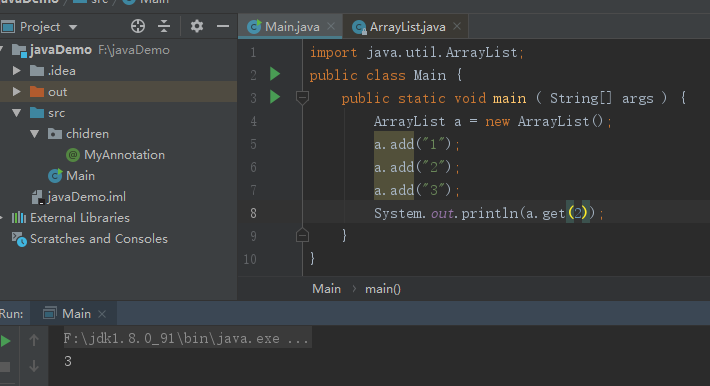 javaDemo
src
Main
Project
Main.java
ArrayList.java
javaDemo F:\javaDemo
.idea
out
src
chidren
MyAnnotation
Main
javaDemo.iml
External Libraries
Scratches and Consoles
1 import java.util.ArrayList;
2 public class Main {
3 public static void main ( String[] args ) {
4 ArrayList a = new ArrayList();
5 a.add("1");
6 a.add("2");
7 a.add("3");
8 System.out.println(a.get(2));
9 }
10 }
Main › main()
Run: Main
F:\jdk1.8.0_91\bin\java.exe ...
3